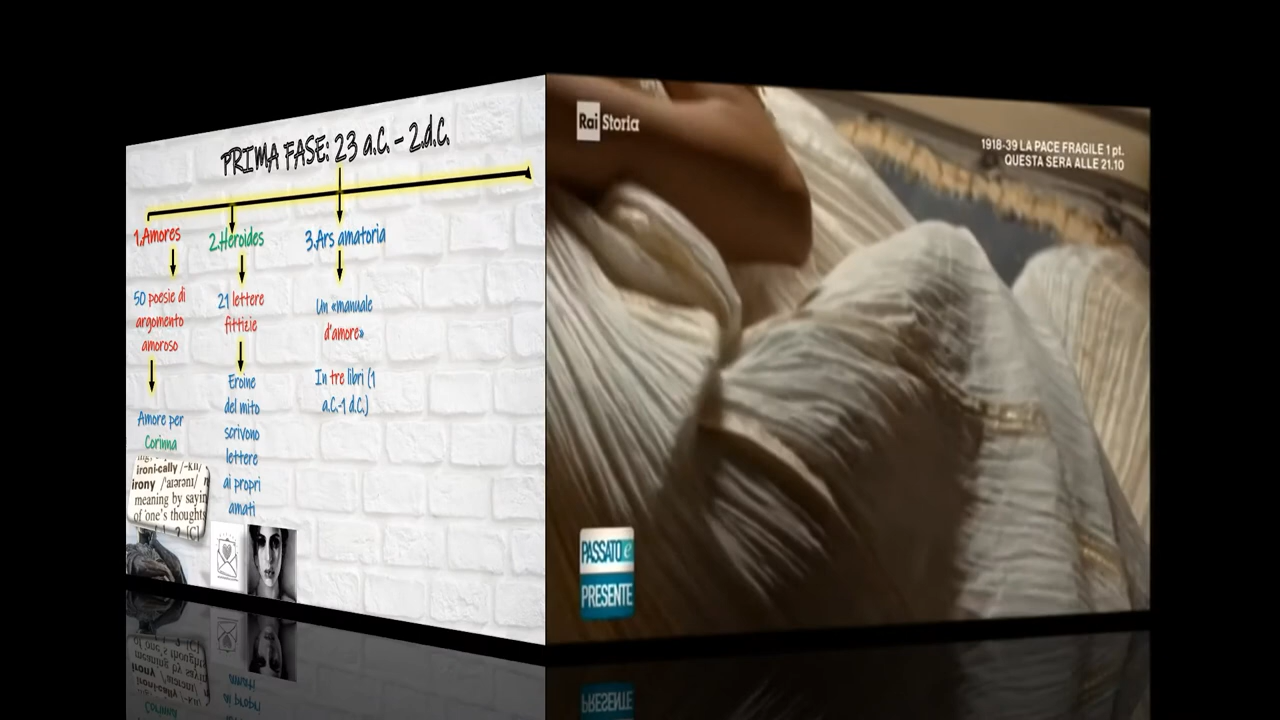 PRIMA FASE: 23 a.C. – 2.d.C.
1.Amores
2.Heroides
3.Ars amatoria
50 poesie di
argomento
amoroso
Amore per
Corinna
21 lettere
fittizie
Eroine
del mito
scrivono
lettere
ai propri
amati
Un «manuale
d'amore»
In tre libri (1
a.C.-1 d.C.)
ironi·cally /-kli/
irony /ˈaɪərəni/
meaning by sayin
of one's thoughts
Rai Storia
1918-39 LA PACE FRAGILE 1 pt.
QUESTA SERA ALLE 21.10
PASSATO e
PRESENTE